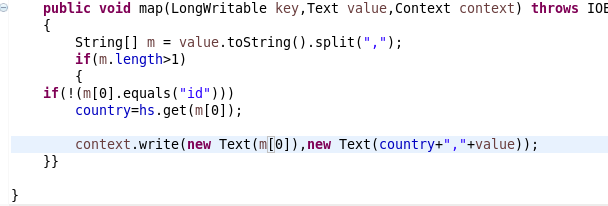 public void map(LongWritable key,Text value,Context context) throws IOE
{
String[] m = value.toString().split(",");
if(m.length>1)
{
if(!(m[0].equals("id")))
country=hs.get(m[0]);
context.write(new Text(m[0]),new Text(country+","+value));
}}
}